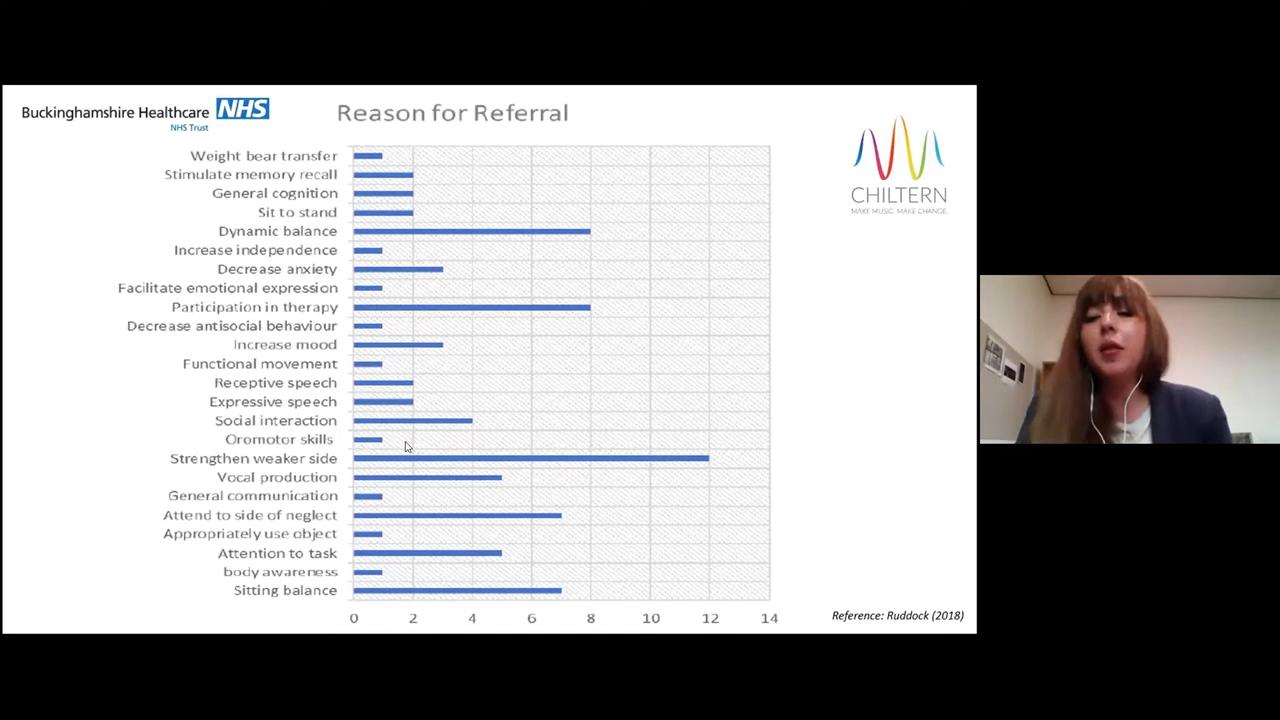 Buckinghamshire Healthcare NHS
NHS Trust
Reason for Referral
CHILTERN
MAKE MUSIC. MAKE CHANGE.
Weight bear transfer
Stimulate memory recall
General cognition
Sit to stand
Dynamic balance
Increase independence
Decrease anxiety
Facilitate emotional expression
Participation in therapy
Decrease antisocial behaviour
Increase mood
Functional movement
Receptive speech
Expressive speech
Social interaction
Oromotor skills
Strengthen weaker side
Vocal production
General communication
Attend to side of neglect
Appropriately use object
Attention to task
body awareness
Sitting balance
0 2 4 6 8 10 12 14
Reference: Ruddock (2018)